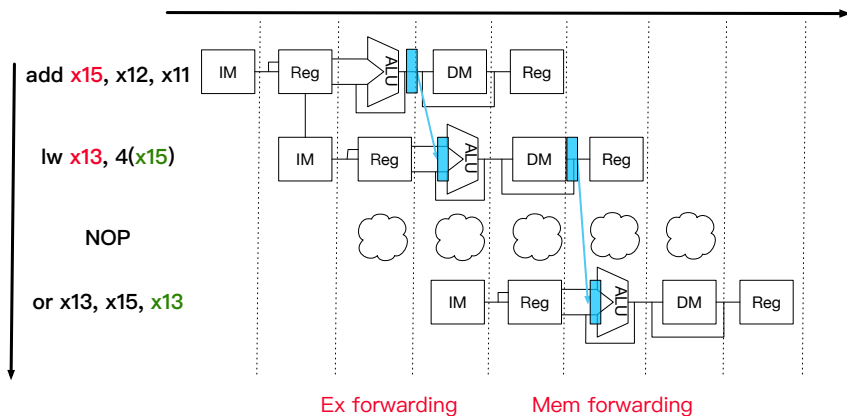 add x15, x12, x11 IM Reg ALU DM Reg
lw x13, 4(x15) IM Reg ALU DM Reg
NOP
or x13, x15, x13 IM Reg ALU DM Reg
Ex forwarding Mem forwarding